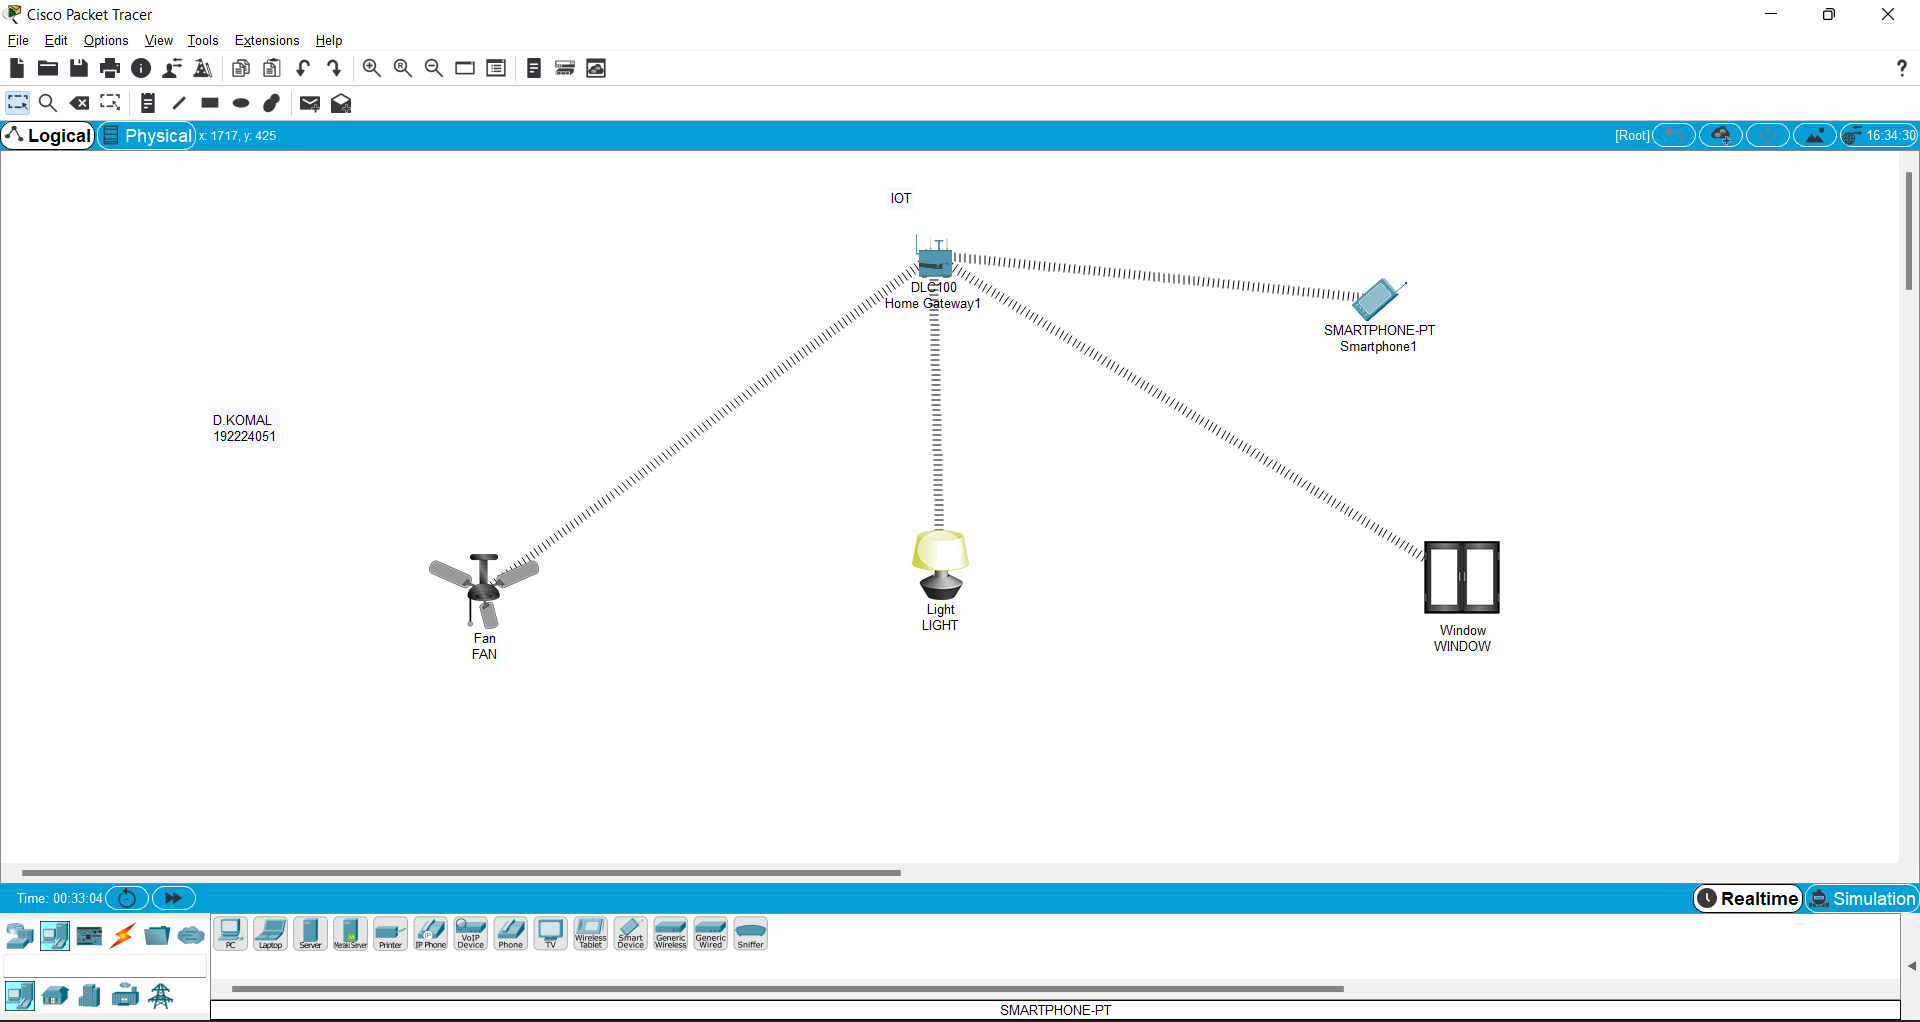 Cisco Packet Tracer
File Edit Options View Tools Extensions Help
?
Logical Physical x: 1717, y: 425 [Root] 16:34:30
IOT
DLC100
Home Gateway1
SMARTPHONE-PT
Smartphone1
D.KOMAL
192224051
Fan
FAN
Light
LIGHT
Window
WINDOW
Time: 00:33:04 Realtime Simulation
PC Laptop Server Meraki Server Printer IP Phone VoIP Device Phone TV Wireless Tablet Smart Device Generic Wireless Generic Wired Sniffer
SMARTPHONE-PT